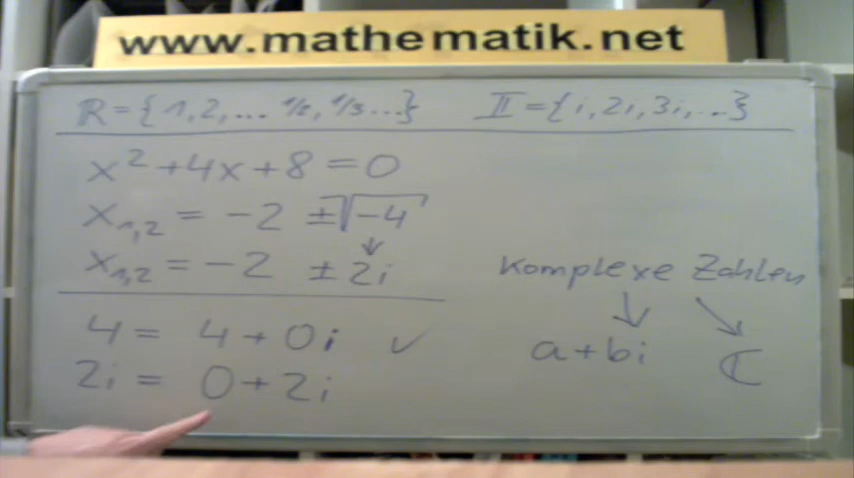 www.mathematik.net
R={1,2,... 1/2, 1/3...} II={i, 2i, 3i, ...}
x²+4x+8=0
x1,2 = -2 ±√-4
x1,2 = -2 ± 2i
Komplexe Zahlen
a+bi ℂ
4 = 4 + 0i ✓
2i = 0 + 2i